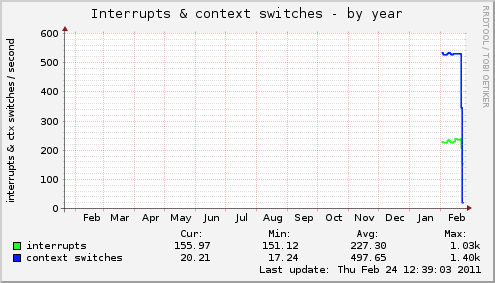 Interrupts & context switches - by year
RRDTOOL / TOBI OETIKER
interrupts & ctx switches / second
600
500
400
300
200
100
0
Feb Mar Apr May Jun Jul Aug Sep Oct Nov Dec Jan Feb
Cur: Min: Avg: Max:
interrupts 155.97 151.12 227.30 1.03k
context switches 20.21 17.24 497.65 1.40k
Last update: Thu Feb 24 12:39:03 2011